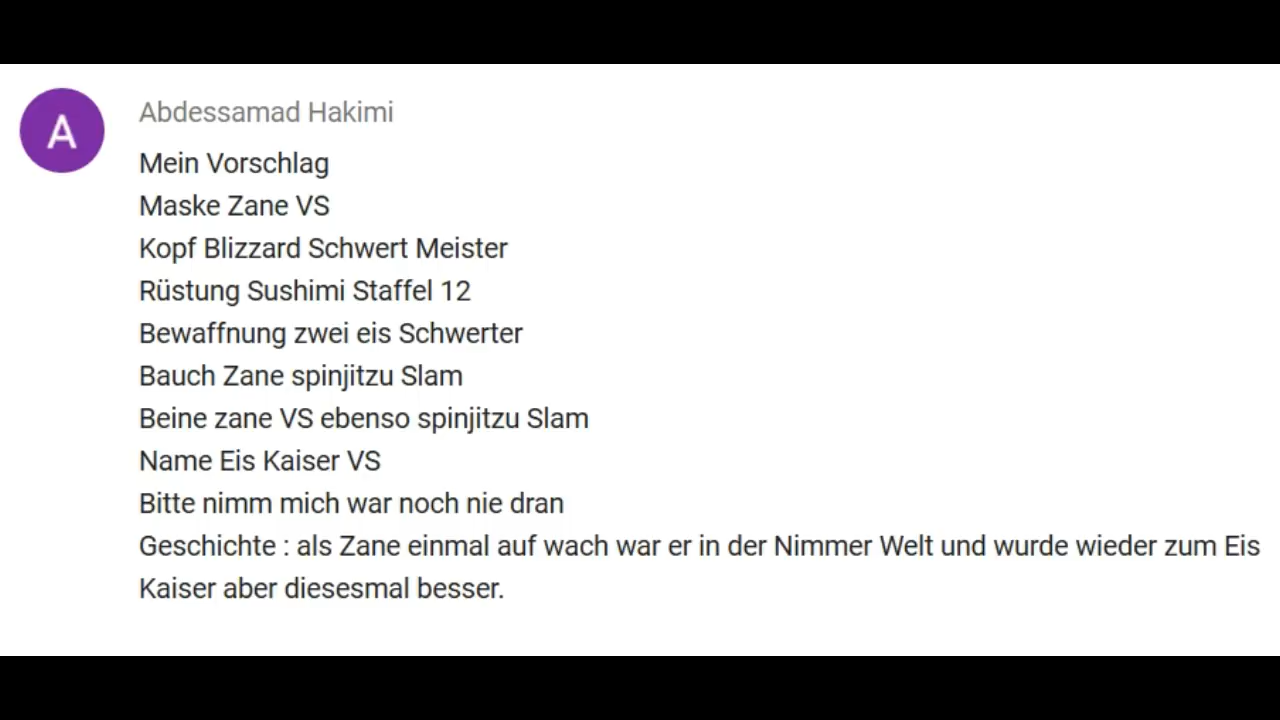 A
Abdessamad Hakimi
Mein Vorschlag
Maske Zane VS
Kopf Blizzard Schwert Meister
Rüstung Sushimi Staffel 12
Bewaffnung zwei eis Schwerter
Bauch Zane spinjitzu Slam
Beine zane VS ebenso spinjitzu Slam
Name Eis Kaiser VS
Bitte nimm mich war noch nie dran
Geschichte : als Zane einmal auf wach war er in der Nimmer Welt und wurde wieder zum Eis
Kaiser aber diesesmal besser.